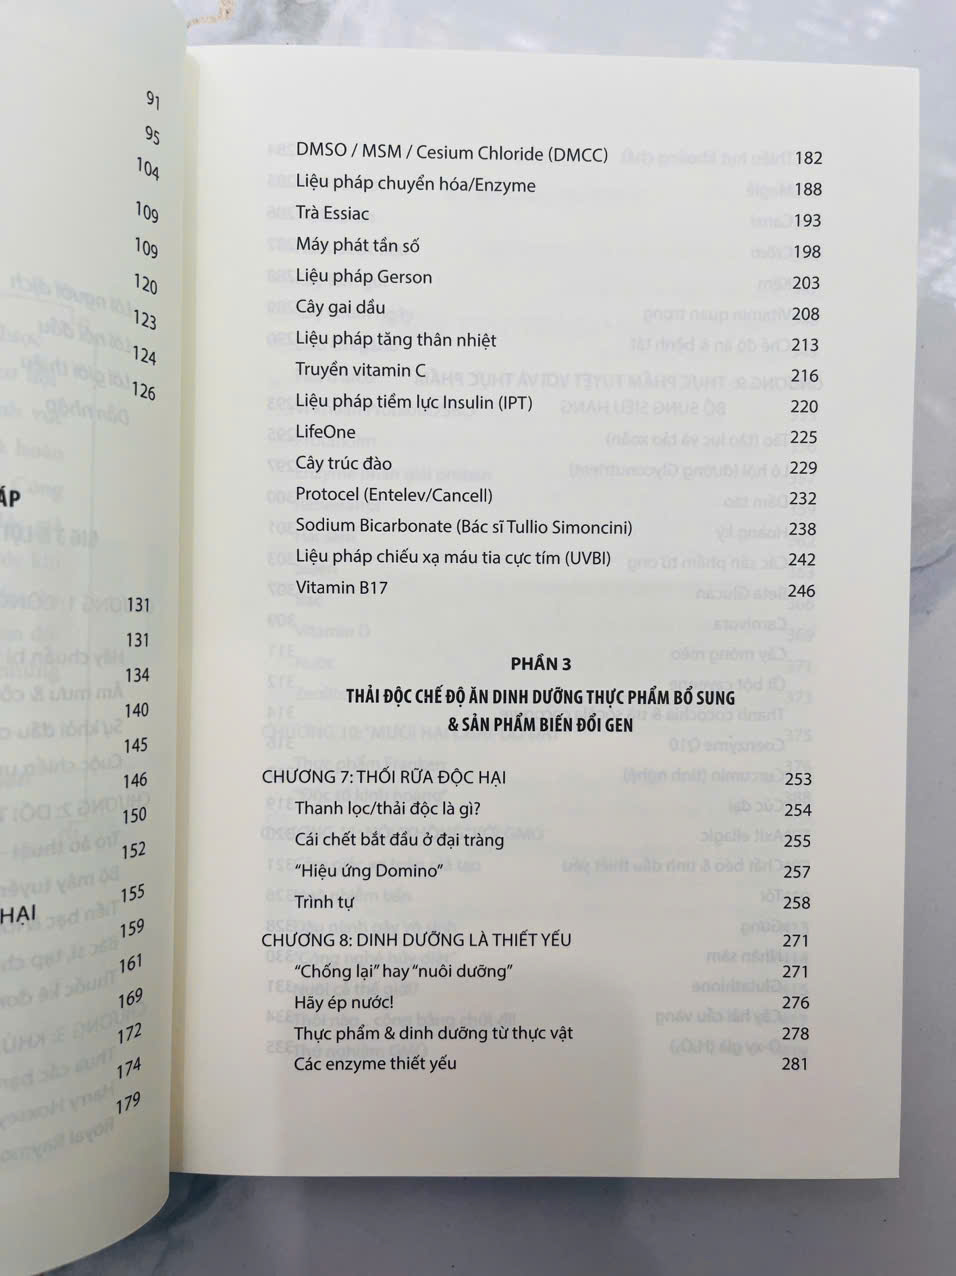 91
95
104
109
109
120
123
124
126
ÁP
131
131
134
140
145
146
150
152
HẠI
155
159
161
169
172
174
179
DMSO / MSM / Cesium Chloride (DMCC) 182
Liệu pháp chuyển hóa/Enzyme 188
Trà Essiac 193
Máy phát tần số 198
Liệu pháp Gerson 203
Cây gai dầu 208
Liệu pháp tăng thân nhiệt 213
Truyền vitamin C 216
Liệu pháp tiềm lực Insulin (IPT) 220
LifeOne 225
Cây trúc đào 229
Protocel (Entelev/Cancell) 232
Sodium Bicarbonate (Bác sĩ Tullio Simoncini) 238
Liệu pháp chiếu xạ máu tia cực tím (UVBI) 242
Vitamin B17 246
PHẦN 3
THẢI ĐỘC CHẾ ĐỘ ĂN DINH DƯỠNG THỰC PHẨM BỔ SUNG
& SẢN PHẨM BIẾN ĐỔI GEN
CHƯƠNG 7: THỐI RỮA ĐỘC HẠI 253
Thanh lọc/thải độc là gì? 254
Cái chết bắt đầu ở đại tràng 255
“Hiệu ứng Domino” 257
Trình tự 258
CHƯƠNG 8: DINH DƯỠNG LÀ THIẾT YẾU 271
“Chống lại” hay “nuôi dưỡng” 271
Hãy ép nước! 276
Thực phẩm & dinh dưỡng từ thực vật 278
Các enzyme thiết yếu 281